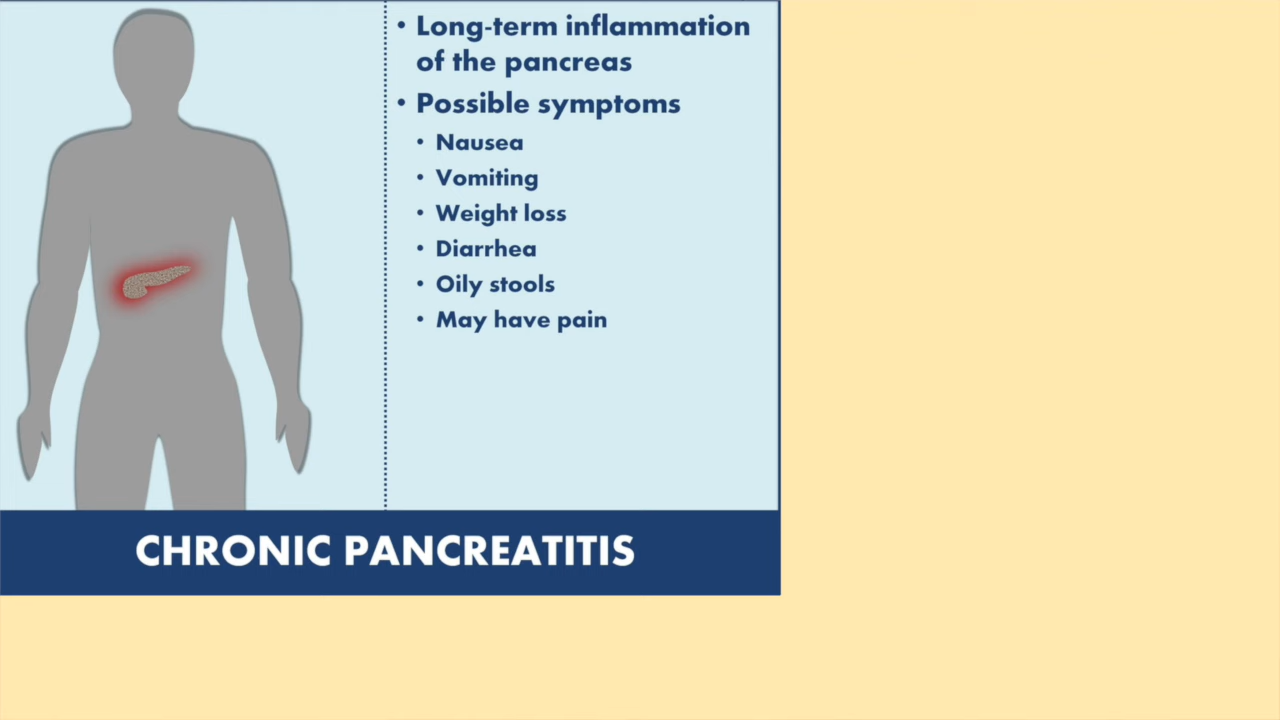 • Long-term inflammation
of the pancreas
• Possible symptoms
• Nausea
• Vomiting
• Weight loss
• Diarrhea
• Oily stools
• May have pain
CHRONIC PANCREATITIS